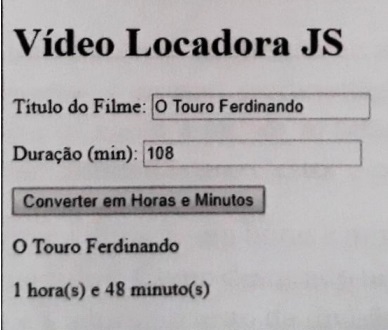 Vídeo Locadora JS
Título do Filme: O Touro Ferdinando
Duração (min): 108
Converter em Horas e Minutos
O Touro Ferdinando
1 hora(s) e 48 minuto(s)